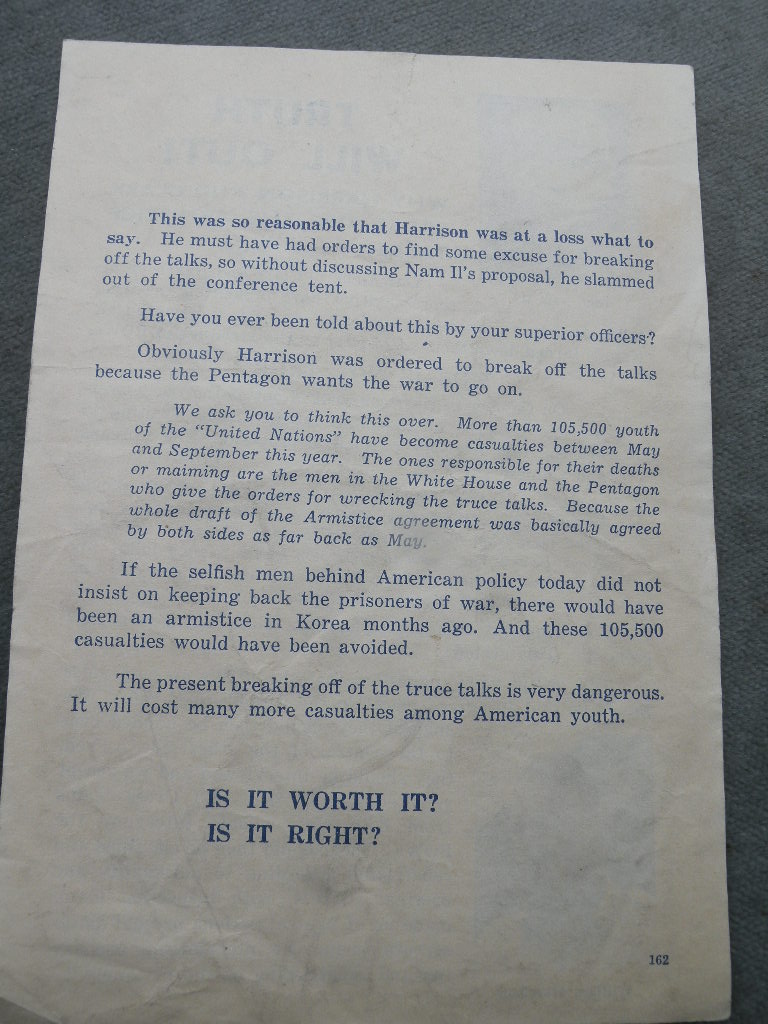 This was so reasonable that Harrison was at a loss what to
say. He must have had orders to find some excuse for breaking
off the talks, so without discussing Nam Il's proposal, he slammed
out of the conference tent.
Have you ever been told about this by your superior officers?
Obviously Harrison was ordered to break off the talks
because the Pentagon wants the war to go on.
We ask you to think this over. More than 105,500 youth
of the "United Nations" have become casualties between May
and September this year. The ones responsible for their deaths
or maiming are the men in the White House and the Pentagon
who give the orders for wrecking the truce talks. Because the
whole draft of the Armistice agreement was basically agreed
by both sides as far back as May.
If the selfish men behind American policy today did not
insist on keeping back the prisoners of war, there would have
been an armistice in Korea months ago. And these 105,500
casualties would have been avoided.
The present breaking off of the truce talks is very dangerous.
It will cost many more casualties among American youth.
IS IT WORTH IT?
IS IT RIGHT?
162